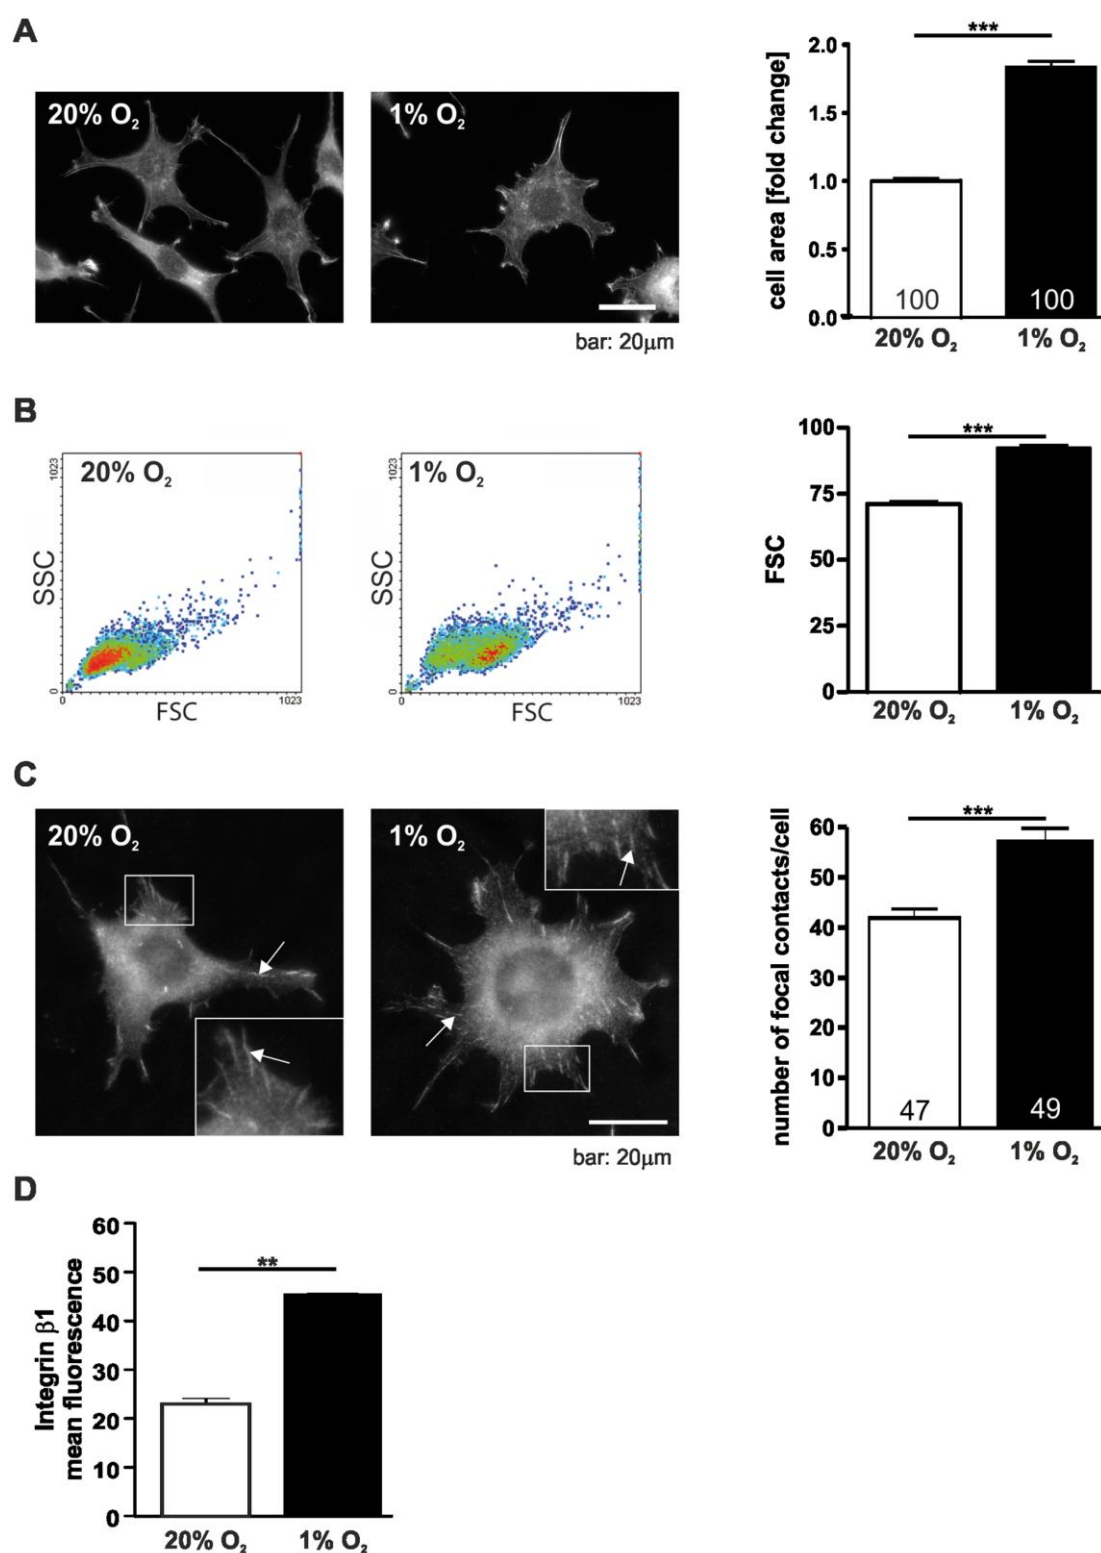 A
20% O₂
1% O₂
bar: 20μm
cell area [fold change]
2.0
1.5
1.0
0.5
0.0
***
100
100
20% O₂
1% O₂
B
20% O₂
1023
SSC
0
0
FSC
1023
1% O₂
1023
SSC
0
0
FSC
1023
FSC
100
75
50
25
0
***
20% O₂
1% O₂
C
20% O₂
1% O₂
bar: 20μm
number of focal contacts/cell
60
50
40
30
20
10
0
***
47
49
20% O₂
1% O₂
D
Integrin β1
mean fluorescence
60
50
40
30
20
10
0
**
20% O₂
1% O₂